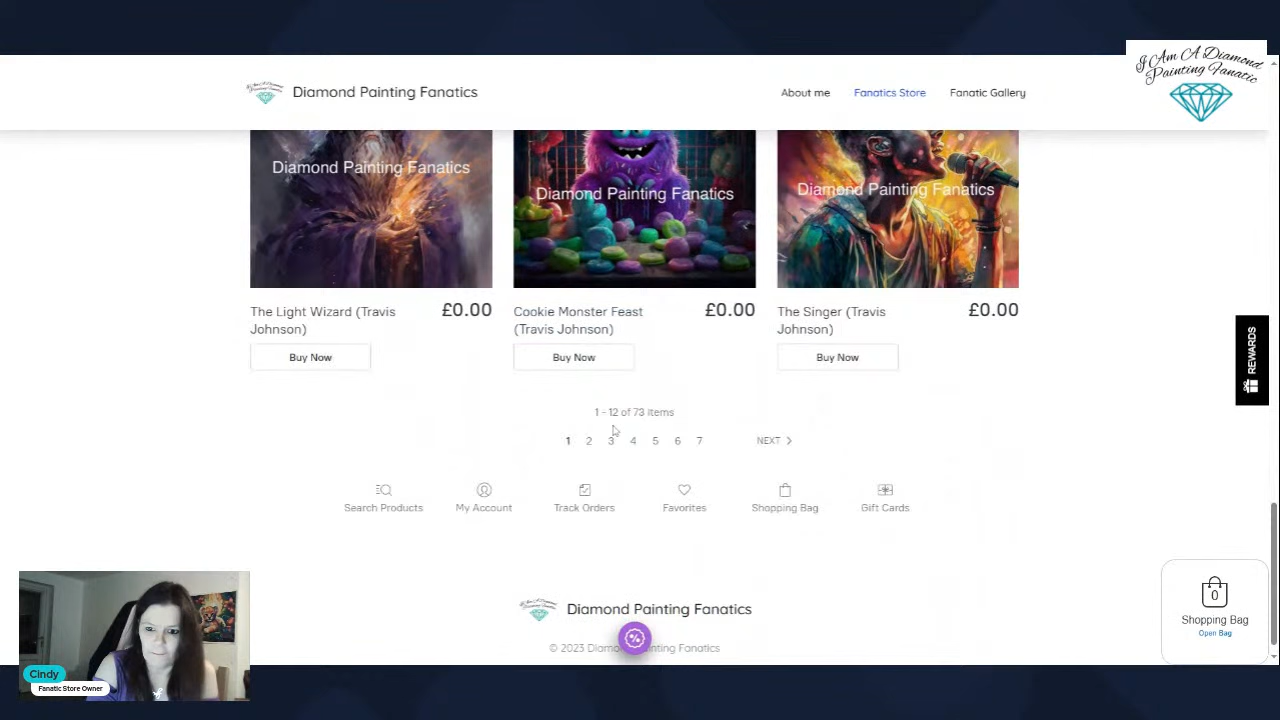 I Am A Diamond
Painting Fanatic
Diamond Painting Fanatics
About me
Fanatics Store
Fanatic Gallery
Diamond Painting Fanatics
Diamond Painting Fanatics
Diamond Painting Fanatics
The Light Wizard (Travis
Johnson)
£0.00
Buy Now
Cookie Monster Feast
(Travis Johnson)
£0.00
Buy Now
The Singer (Travis
Johnson)
£0.00
Buy Now
REWARDS
1 - 12 of 73 items
1 2 3 4 5 6 7 NEXT
Search Products
My Account
Track Orders
Favorites
Shopping Bag
Gift Cards
0
Shopping Bag
Open Bag
Diamond Painting Fanatics
%
© 2023 Diamond Painting Fanatics
Cindy
Fanatic Store Owner